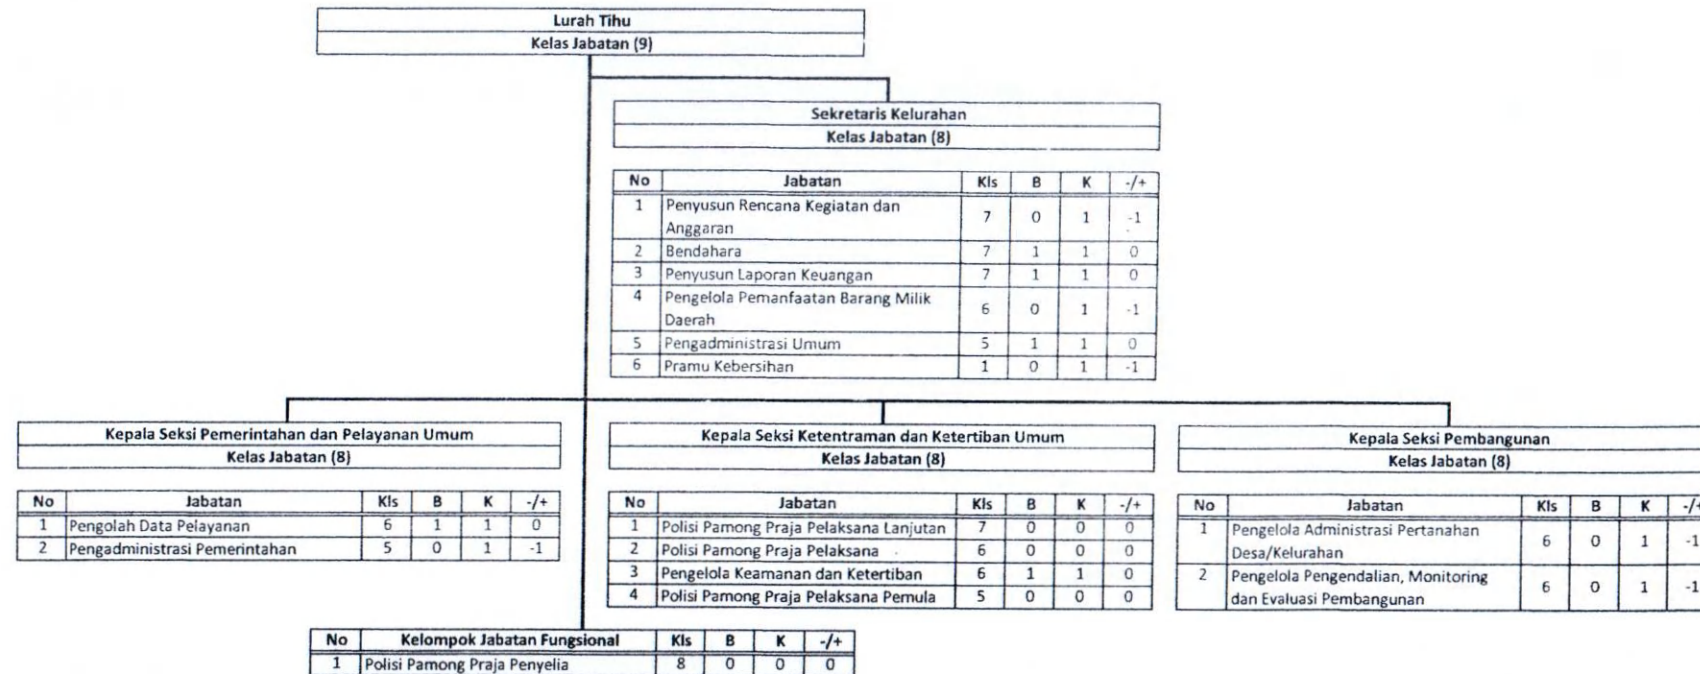 Lurah Tihu
Kelas Jabatan (9)
Sekretaris Kelurahan
Kelas Jabatan (8)
No Jabatan Kls B K -/+
1 Penyusun Rencana Kegiatan dan
Anggaran 7 0 1 -1
2 Bendahara 7 1 1 0
3 Penyusun Laporan Keuangan 7 1 1 0
4 Pengelola Pemanfaatan Barang Milik
Daerah 6 0 1 -1
5 Pengadministrasi Umum 5 1 1 0
6 Pramu Kebersihan 1 0 1 -1
Kepala Seksi Pemerintahan dan Pelayanan Umum
Kelas Jabatan (8)
No Jabatan Kls B K -/+
1 Pengolah Data Pelayanan 6 1 1 0
2 Pengadministrasi Pemerintahan 5 0 1 -1
Kepala Seksi Ketentraman dan Ketertiban Umum
Kelas Jabatan (8)
No Jabatan Kls B K -/+
1 Polisi Pamong Praja Pelaksana Lanjutan 7 0 0 0
2 Polisi Pamong Praja Pelaksana 6 0 0 0
3 Pengelola Keamanan dan Ketertiban 6 1 1 0
4 Polisi Pamong Praja Pelaksana Pemula 5 0 0 0
Kepala Seksi Pembangunan
Kelas Jabatan (8)
No Jabatan Kls B K -/+
1 Pengelola Administrasi Pertanahan
Desa/Kelurahan 6 0 1 -1
2 Pengelola Pengendalian, Monitoring
dan Evaluasi Pembangunan 6 0 1 -1
No Kelompok Jabatan Fungsional Kls B K -/+
1 Polisi Pamong Praja Penyelia 8 0 0 0